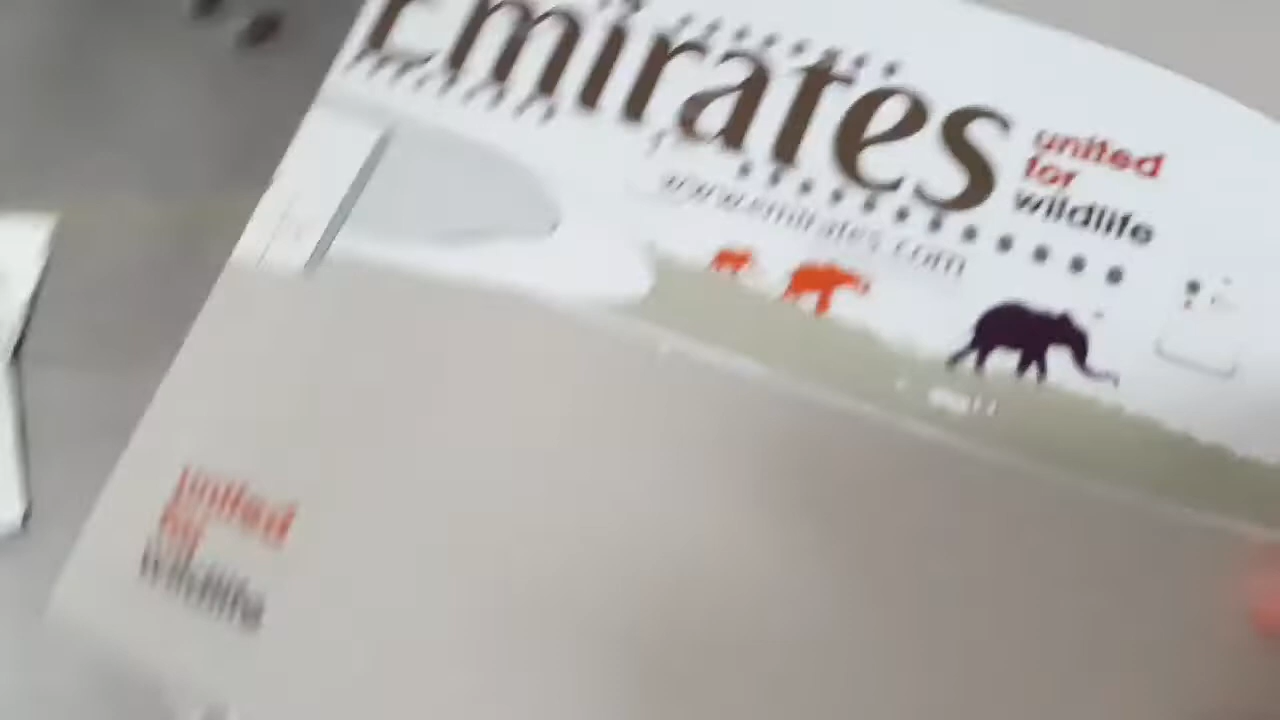 Emirates
united
for
wildlife
www.emirates.com
united
for
wildlife